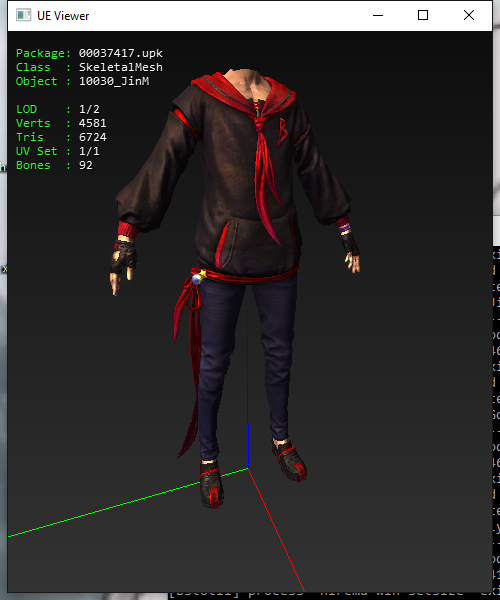 UE Viewer
Package: 00037417.upk
Class : SkeletalMesh
Object : 10030_JinM
LOD : 1/2
Verts : 4581
Tris : 6724
UV Set : 1/1
Bones : 92
B